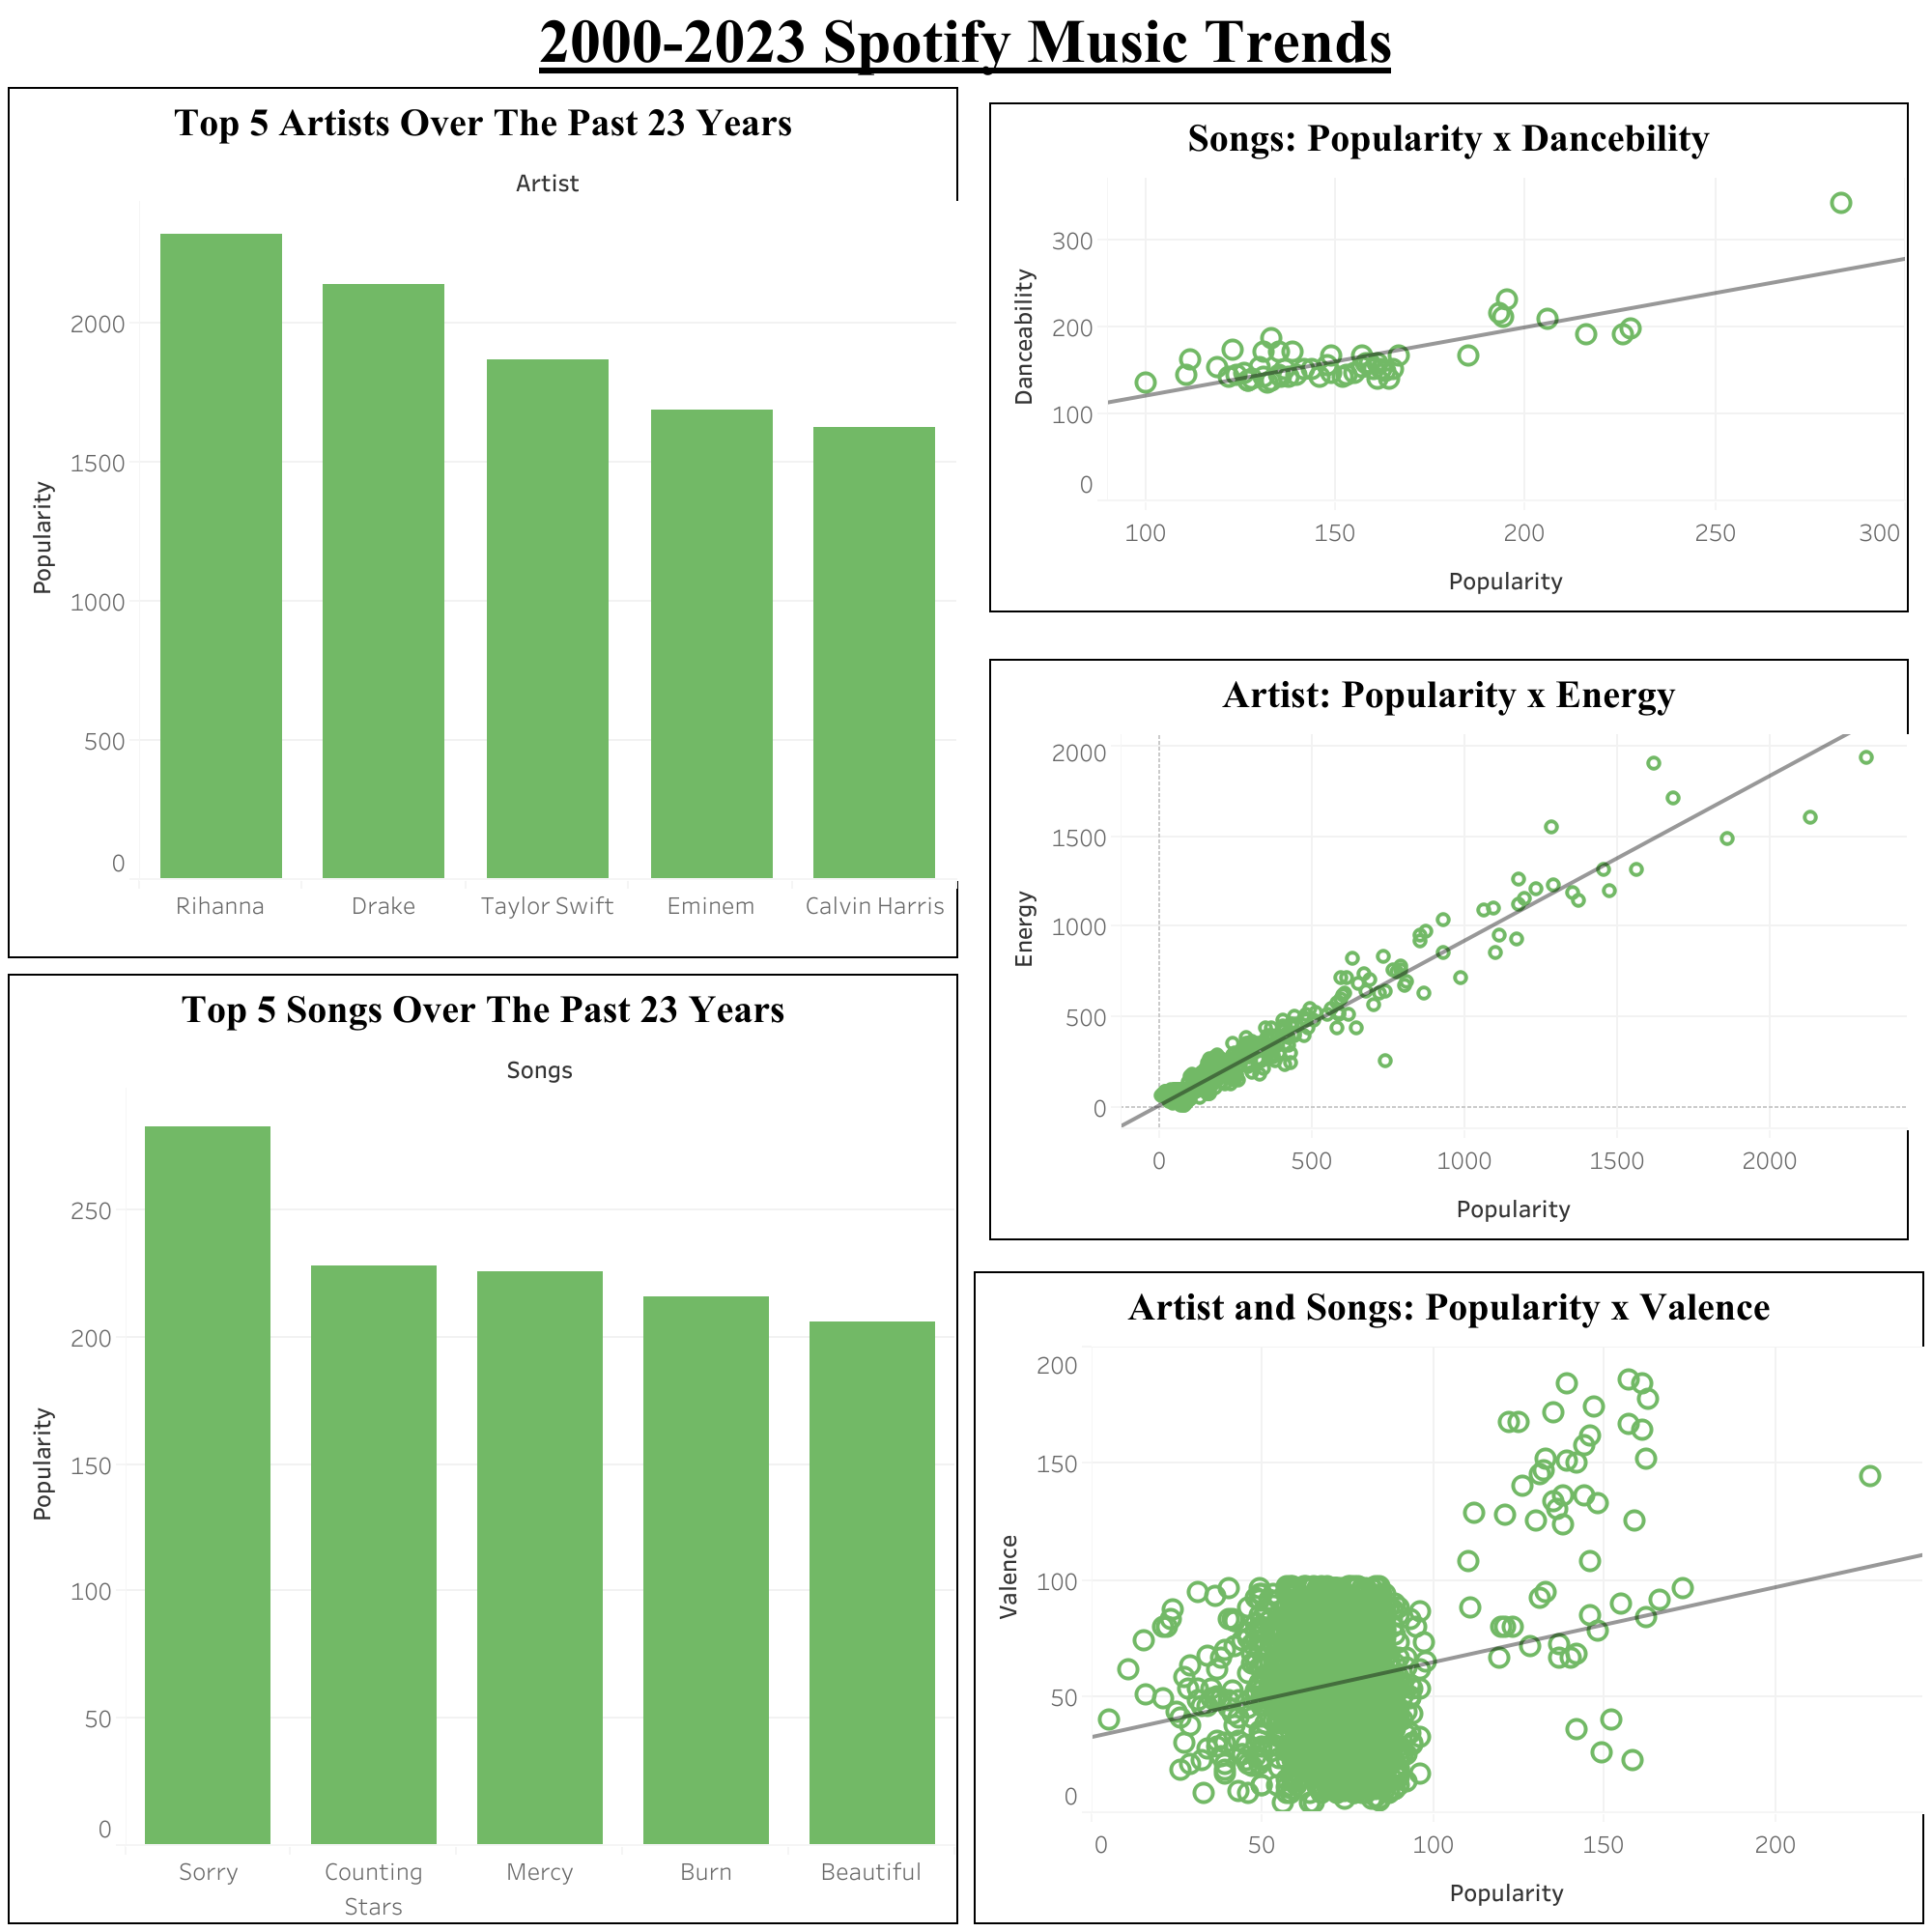 2000-2023 Spotify Music Trends
Top 5 Artists Over The Past 23 Years
Artist
Popularity
2000
1500
1000
500
0
Rihanna Drake Taylor Swift Eminem Calvin Harris
Top 5 Songs Over The Past 23 Years
Songs
Popularity
250
200
150
100
50
0
Sorry Counting Stars Mercy Burn Beautiful
Songs: Popularity x Dancebility
Danceability
300
200
100
0
100 150 200 250 300
Popularity
Artist: Popularity x Energy
Energy
2000
1500
1000
500
0
0 500 1000 1500 2000
Popularity
Artist and Songs: Popularity x Valence
Valence
200
150
100
50
0
0 50 100 150 200
Popularity